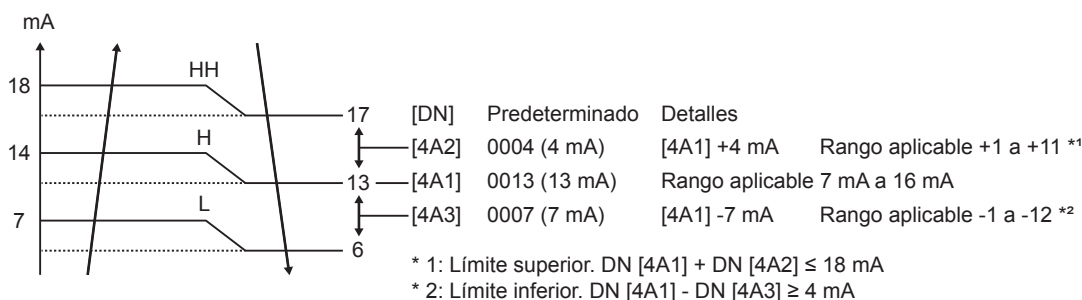 mA
18
HH
17
[DN] Predeterminado Detalles
[4A2] 0004 (4 mA) [4A1] +4 mA Rango aplicable +1 a +11 *¹
14
H
13
[4A1] 0013 (13 mA) Rango aplicable 7 mA a 16 mA
7
L
[4A3] 0007 (7 mA) [4A1] -7 mA Rango aplicable -1 a -12 *²
6
* 1: Límite superior. DN [4A1] + DN [4A2] ≤ 18 mA
* 2: Límite inferior. DN [4A1] - DN [4A3] ≥ 4 mA